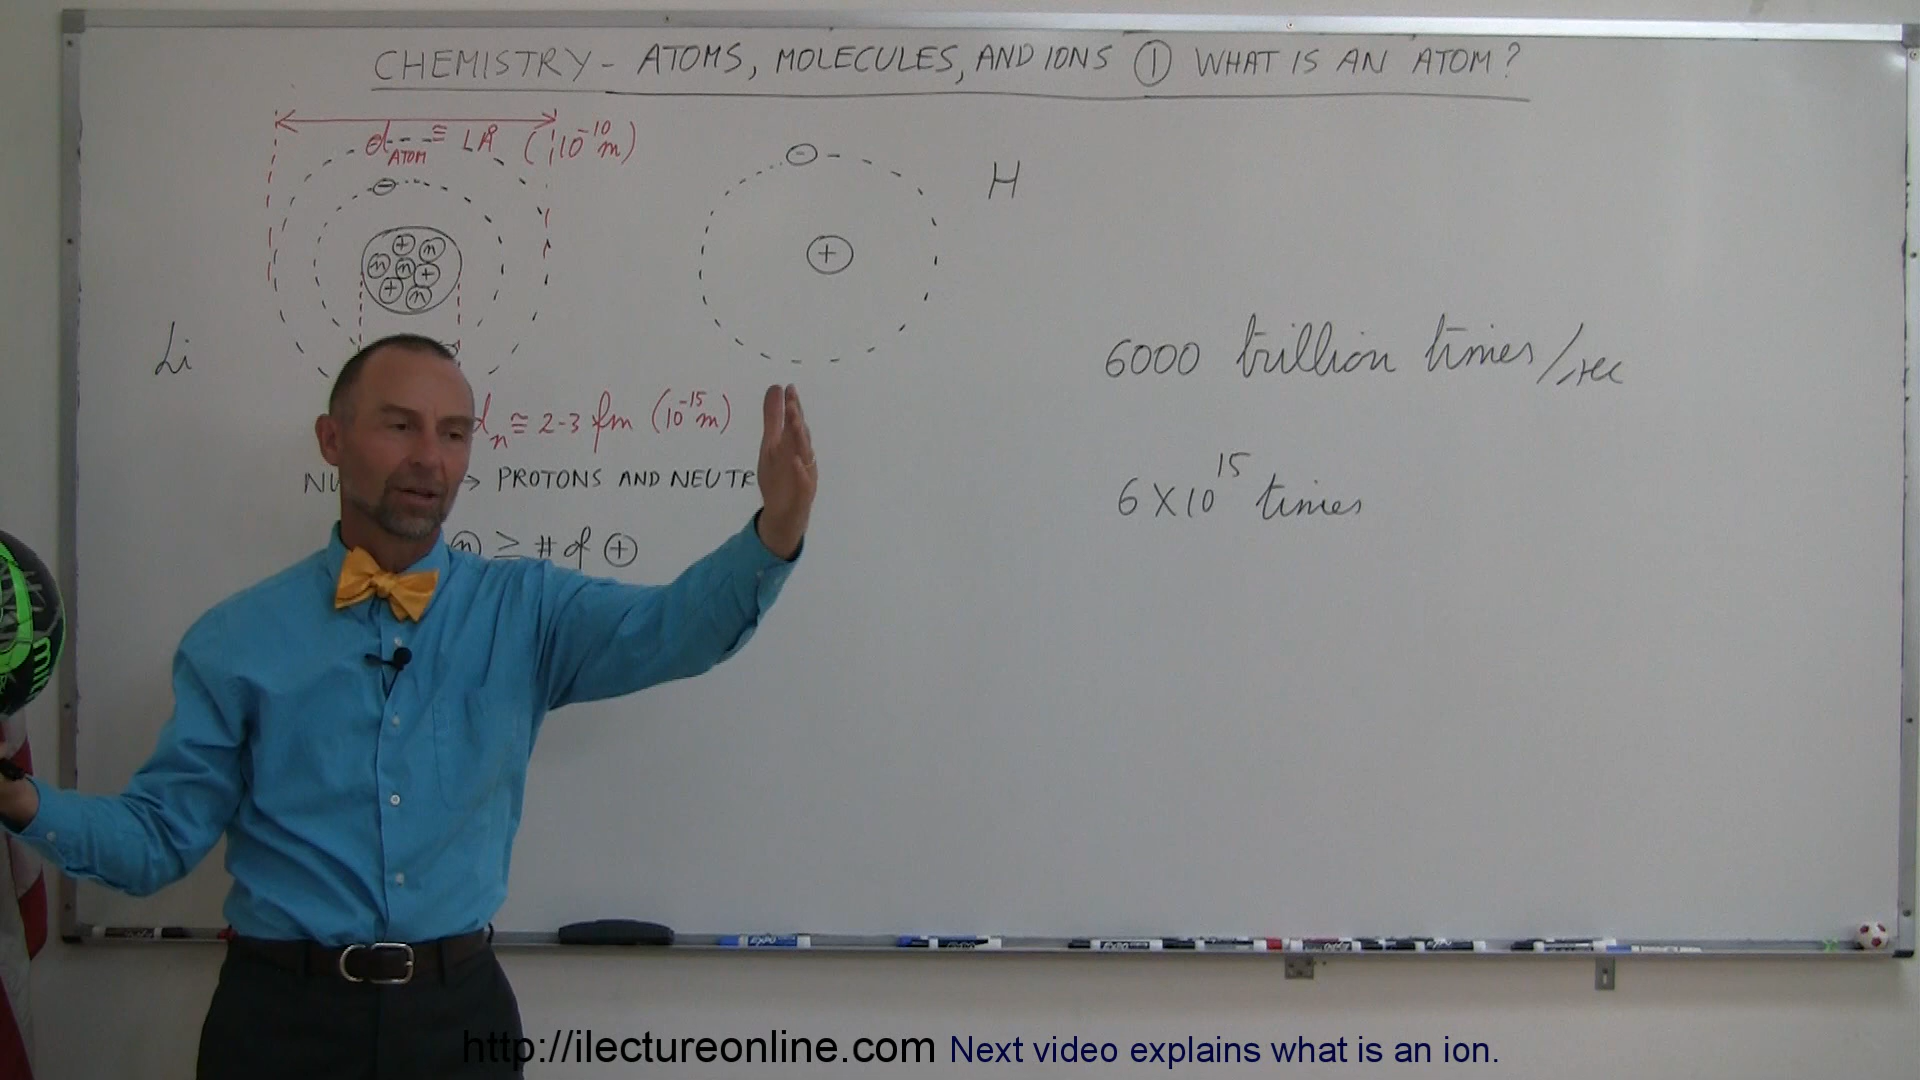 CHEMISTRY - ATOMS, MOLECULES, AND IONS ① WHAT IS AN ATOM?
d ATOM ≅ 1Å (10⁻¹⁰ m)
H
Li
+ n
n n +
+ n
+
6000 trillion times/sec
dₙ ≅ 2-3 fm (10⁻¹⁵ m)
→ PROTONS AND NEUTR
6 X 10¹⁵ times
ⓝ ≥ # of ⊕
http://ilectureonline.com Next video explains what is an ion.